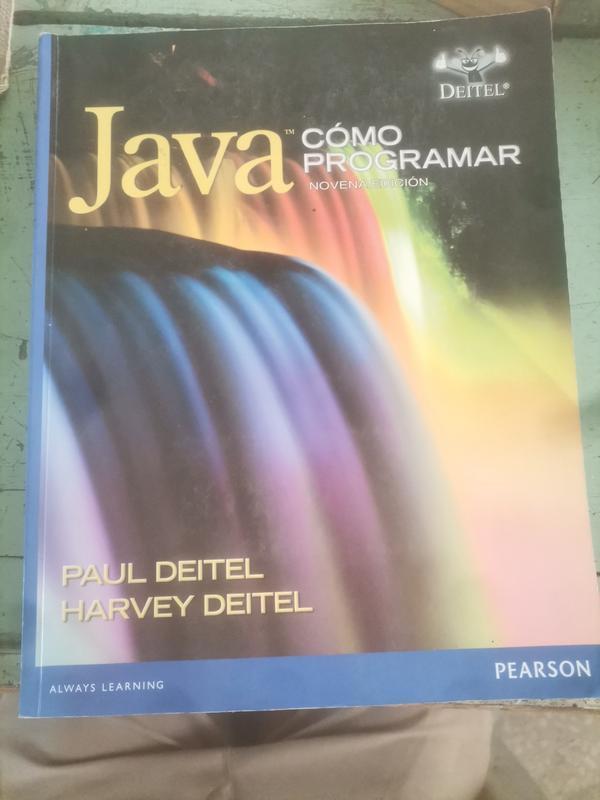 DEITEL®
Java™ CÓMO
PROGRAMAR
NOVENA EDICIÓN
PAUL DEITEL
HARVEY DEITEL
ALWAYS LEARNING
PEARSON